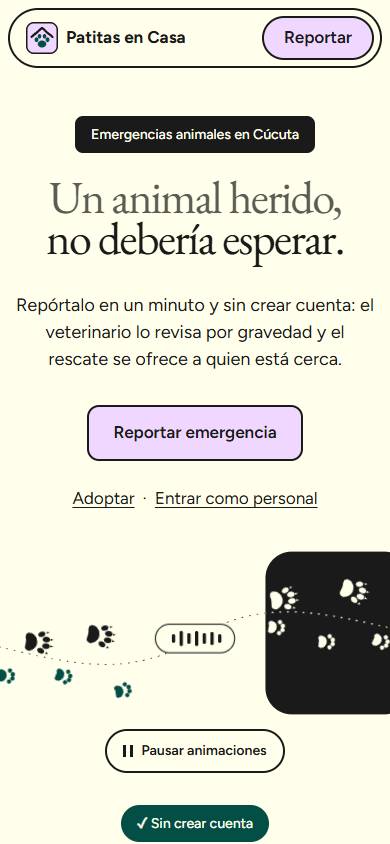 Patitas en Casa
Reportar
Emergencias animales en Cúcuta
Un animal herido,
no debería esperar.
Repórtalo en un minuto y sin crear cuenta: el
veterinario lo revisa por gravedad y el
rescate se ofrece a quien está cerca.
Reportar emergencia
Adoptar · Entrar como personal
Pausar animaciones
✓ Sin crear cuenta